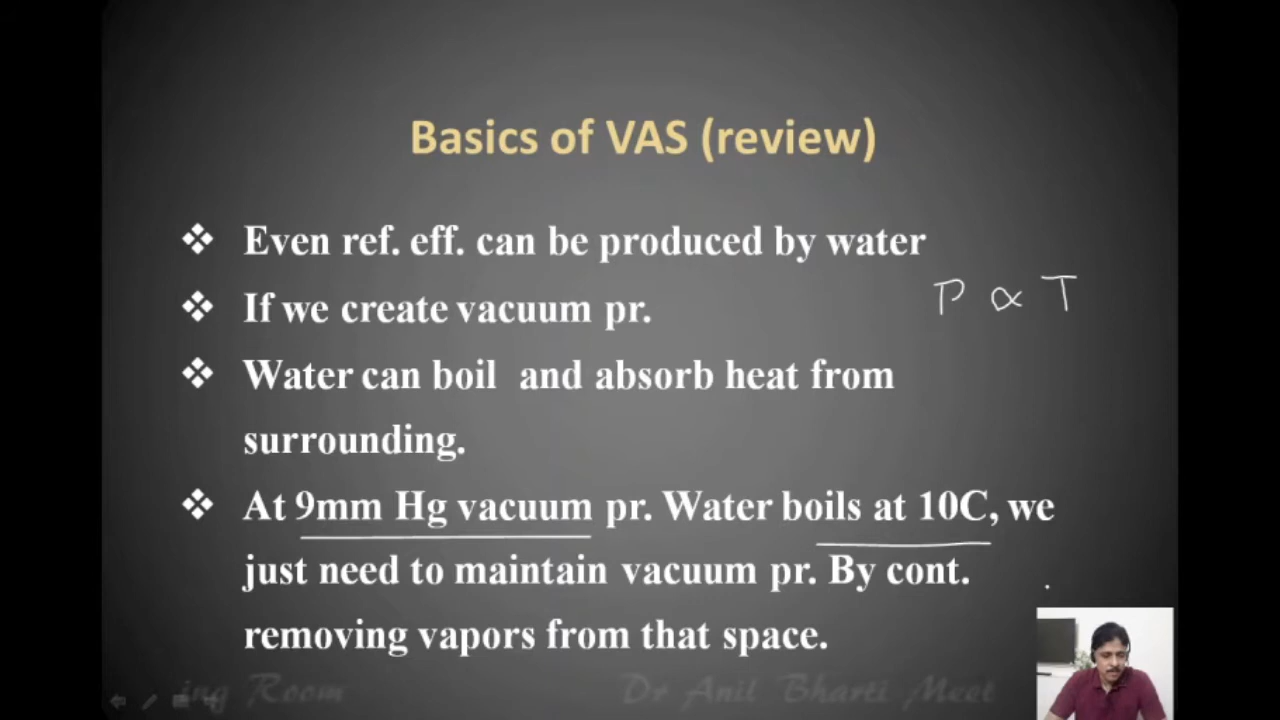 Basics of VAS (review)
❖ Even ref. eff. can be produced by water
❖ If we create vacuum pr.
P ∝ T
❖ Water can boil and absorb heat from
surrounding.
❖ At 9mm Hg vacuum pr. Water boils at 10C, we
just need to maintain vacuum pr. By cont.
removing vapors from that space.
ing Room Dr Anil Bharti Meet